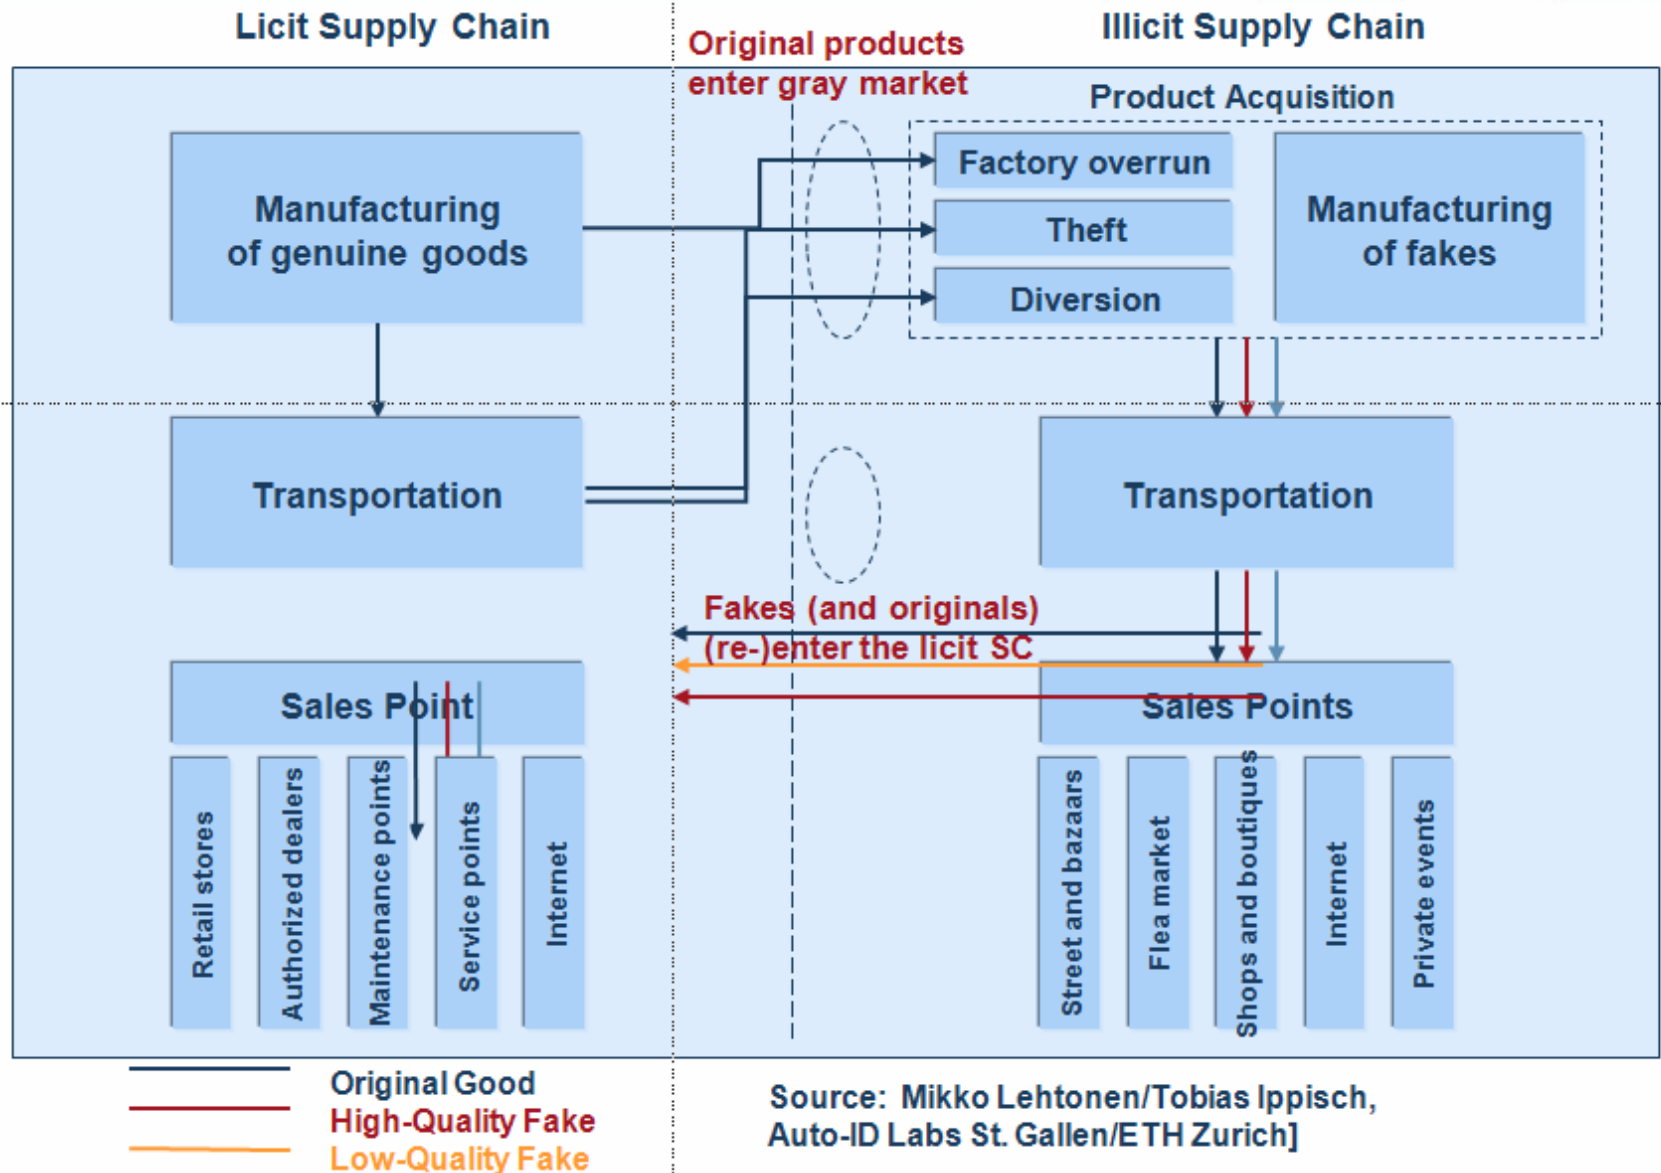 Licit Supply Chain
Illicit Supply Chain
Original products
enter gray market
Product Acquisition
Manufacturing
of genuine goods
Factory overrun
Theft
Diversion
Manufacturing
of fakes
Transportation
Transportation
Fakes (and originals)
(re-)enter the licit SC
Sales Point
Sales Points
Retail stores
Authorized dealers
Maintenance points
Service points
Internet
Street and bazaars
Flea market
Shops and boutiques
Internet
Private events
Original Good
High-Quality Fake
Low-Quality Fake
Source: Mikko Lehtonen/Tobias Ippisch,
Auto-ID Labs St. Gallen/ETH Zurich]